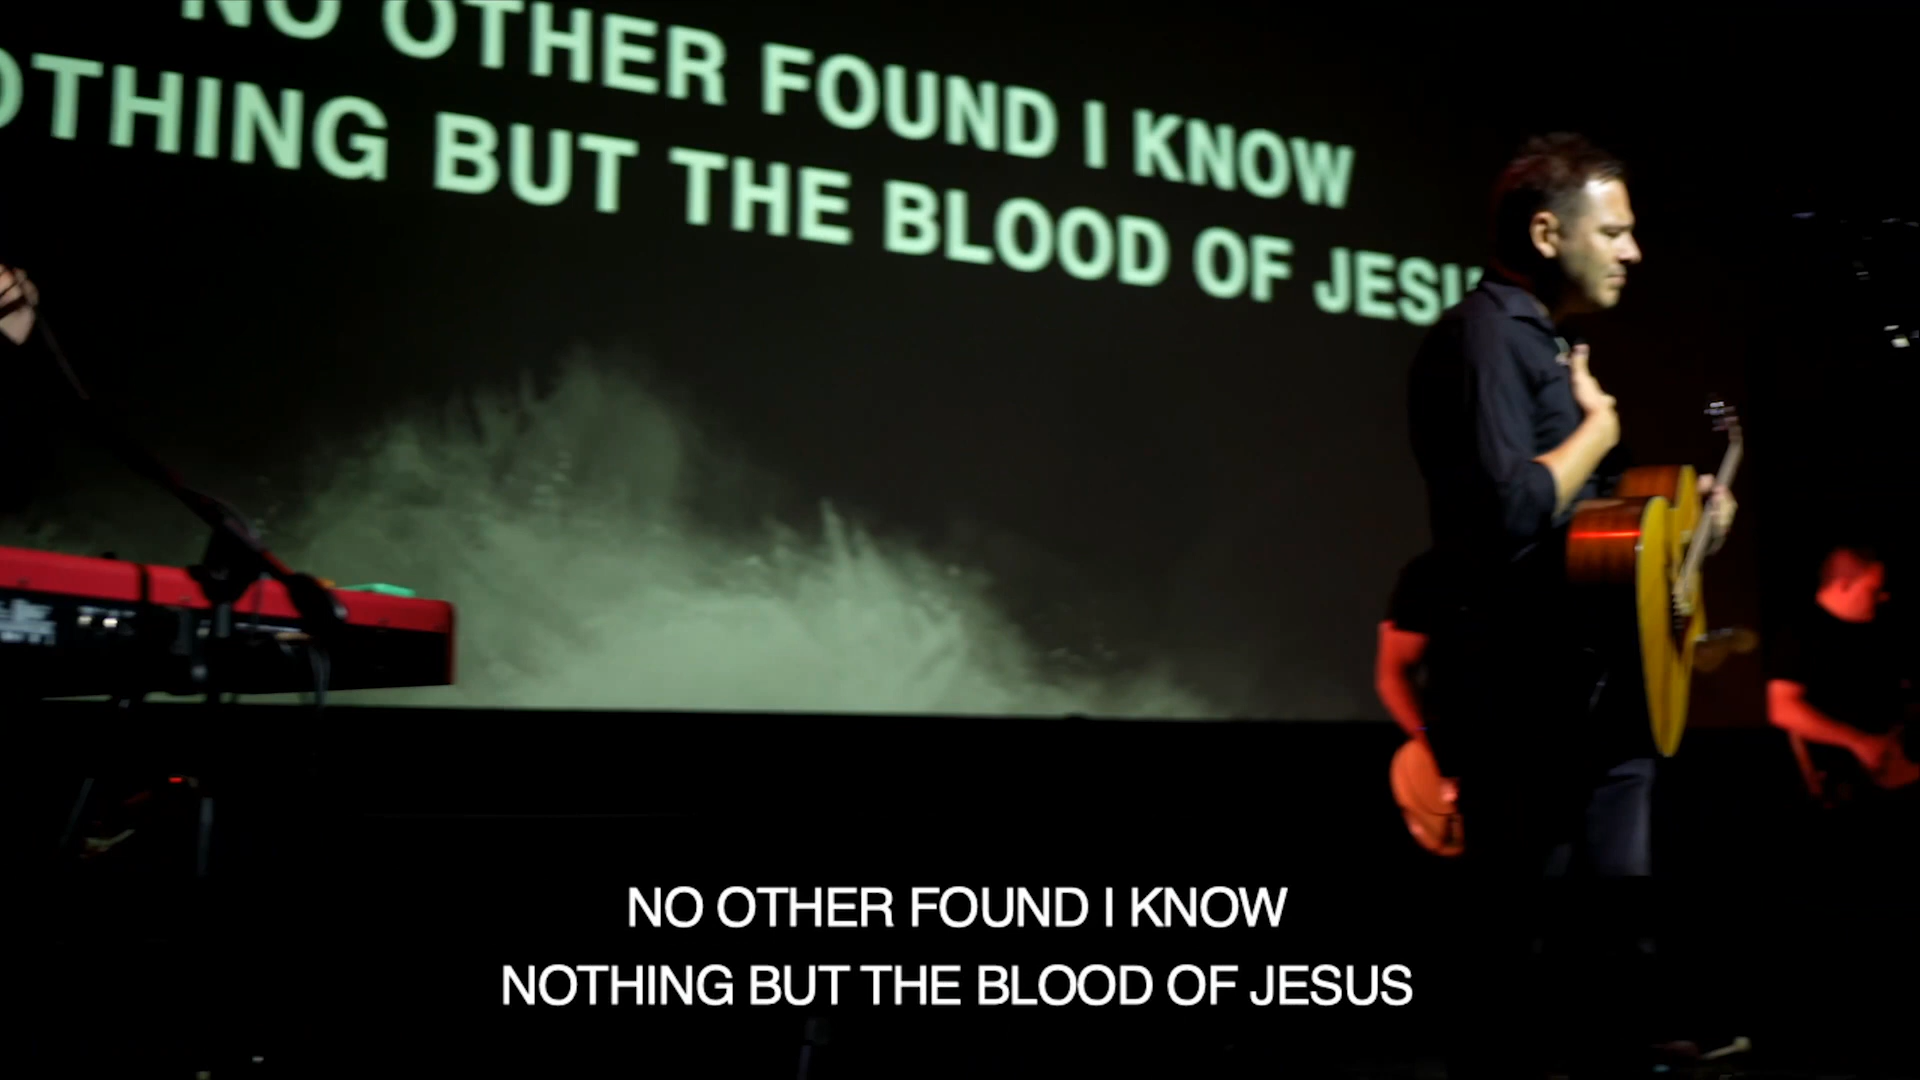 NO OTHER FOUND I KNOW
OTHING BUT THE BLOOD OF JESU
NO OTHER FOUND I KNOW
NOTHING BUT THE BLOOD OF JESUS